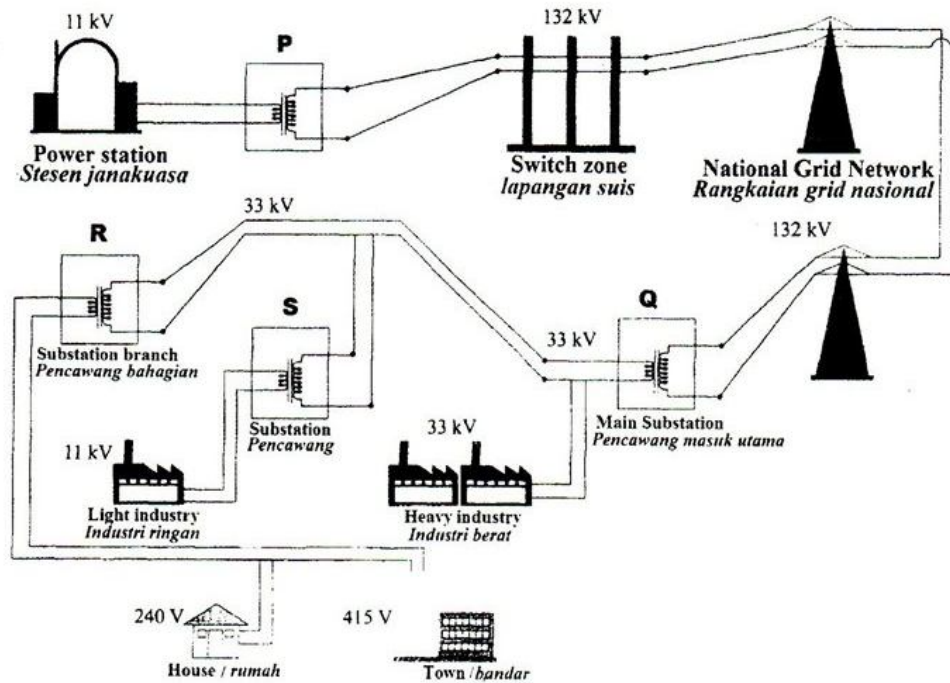 11 kV
P
132 kV
Power station
Stesen janakuasa
Switch zone
lapangan suis
National Grid Network
Rangkaian grid nasional
33 kV
132 kV
R
S
Q
33 kV
Substation branch
Pencawang bahagian
Substation
Pencawang
Main Substation
Pencawang masuk utama
11 kV
33 kV
Light industry
Industri ringan
Heavy industry
Industri berat
240 V
415 V
House / rumah
Town / bandar